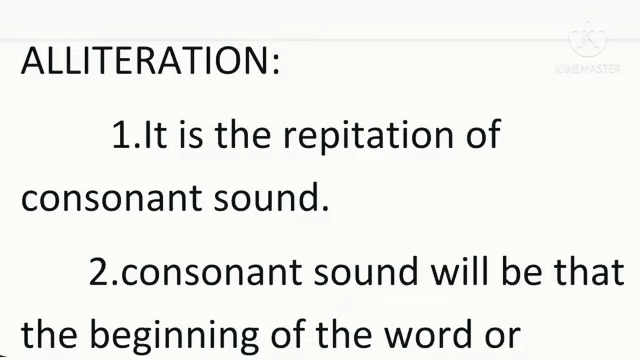 KINEMASTER
ALLITERATION:
1.It is the repitation of
consonant sound.
2.consonant sound will be that
the beginning of the word or